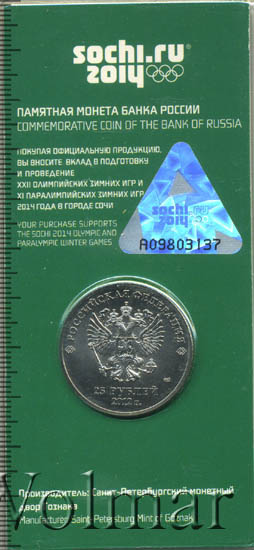 sochi.ru
2014
ПАМЯТНАЯ МОНЕТА БАНКА РОССИИ
COMMEMORATIVE COIN OF THE BANK OF RUSSIA
ПОКУПАЯ ОФИЦИАЛЬНУЮ ПРОДУКЦИЮ,
ВЫ ВНОСИТЕ ВКЛАД В ПОДГОТОВКУ
И ПРОВЕДЕНИЕ
XXII ОЛИМПИЙСКИХ ЗИМНИХ ИГР И
XI ПАРАЛИМПИЙСКИХ ЗИМНИХ ИГР
2014 ГОДА В ГОРОДЕ СОЧИ
YOUR PURCHASE SUPPORTS
THE SOCHI 2014 OLYMPIC AND
PARALYMPIC WINTER GAMES
sochi.ru
2014
A09803137
РОССИЙСКАЯ ФЕДЕРАЦИЯ
25 РУБЛЕЙ
2012 г.
Производитель: Санкт-Петербургский монетный
двор Гознака
Manufacturer: Saint-Petersburg Mint of Goznak
Volmar